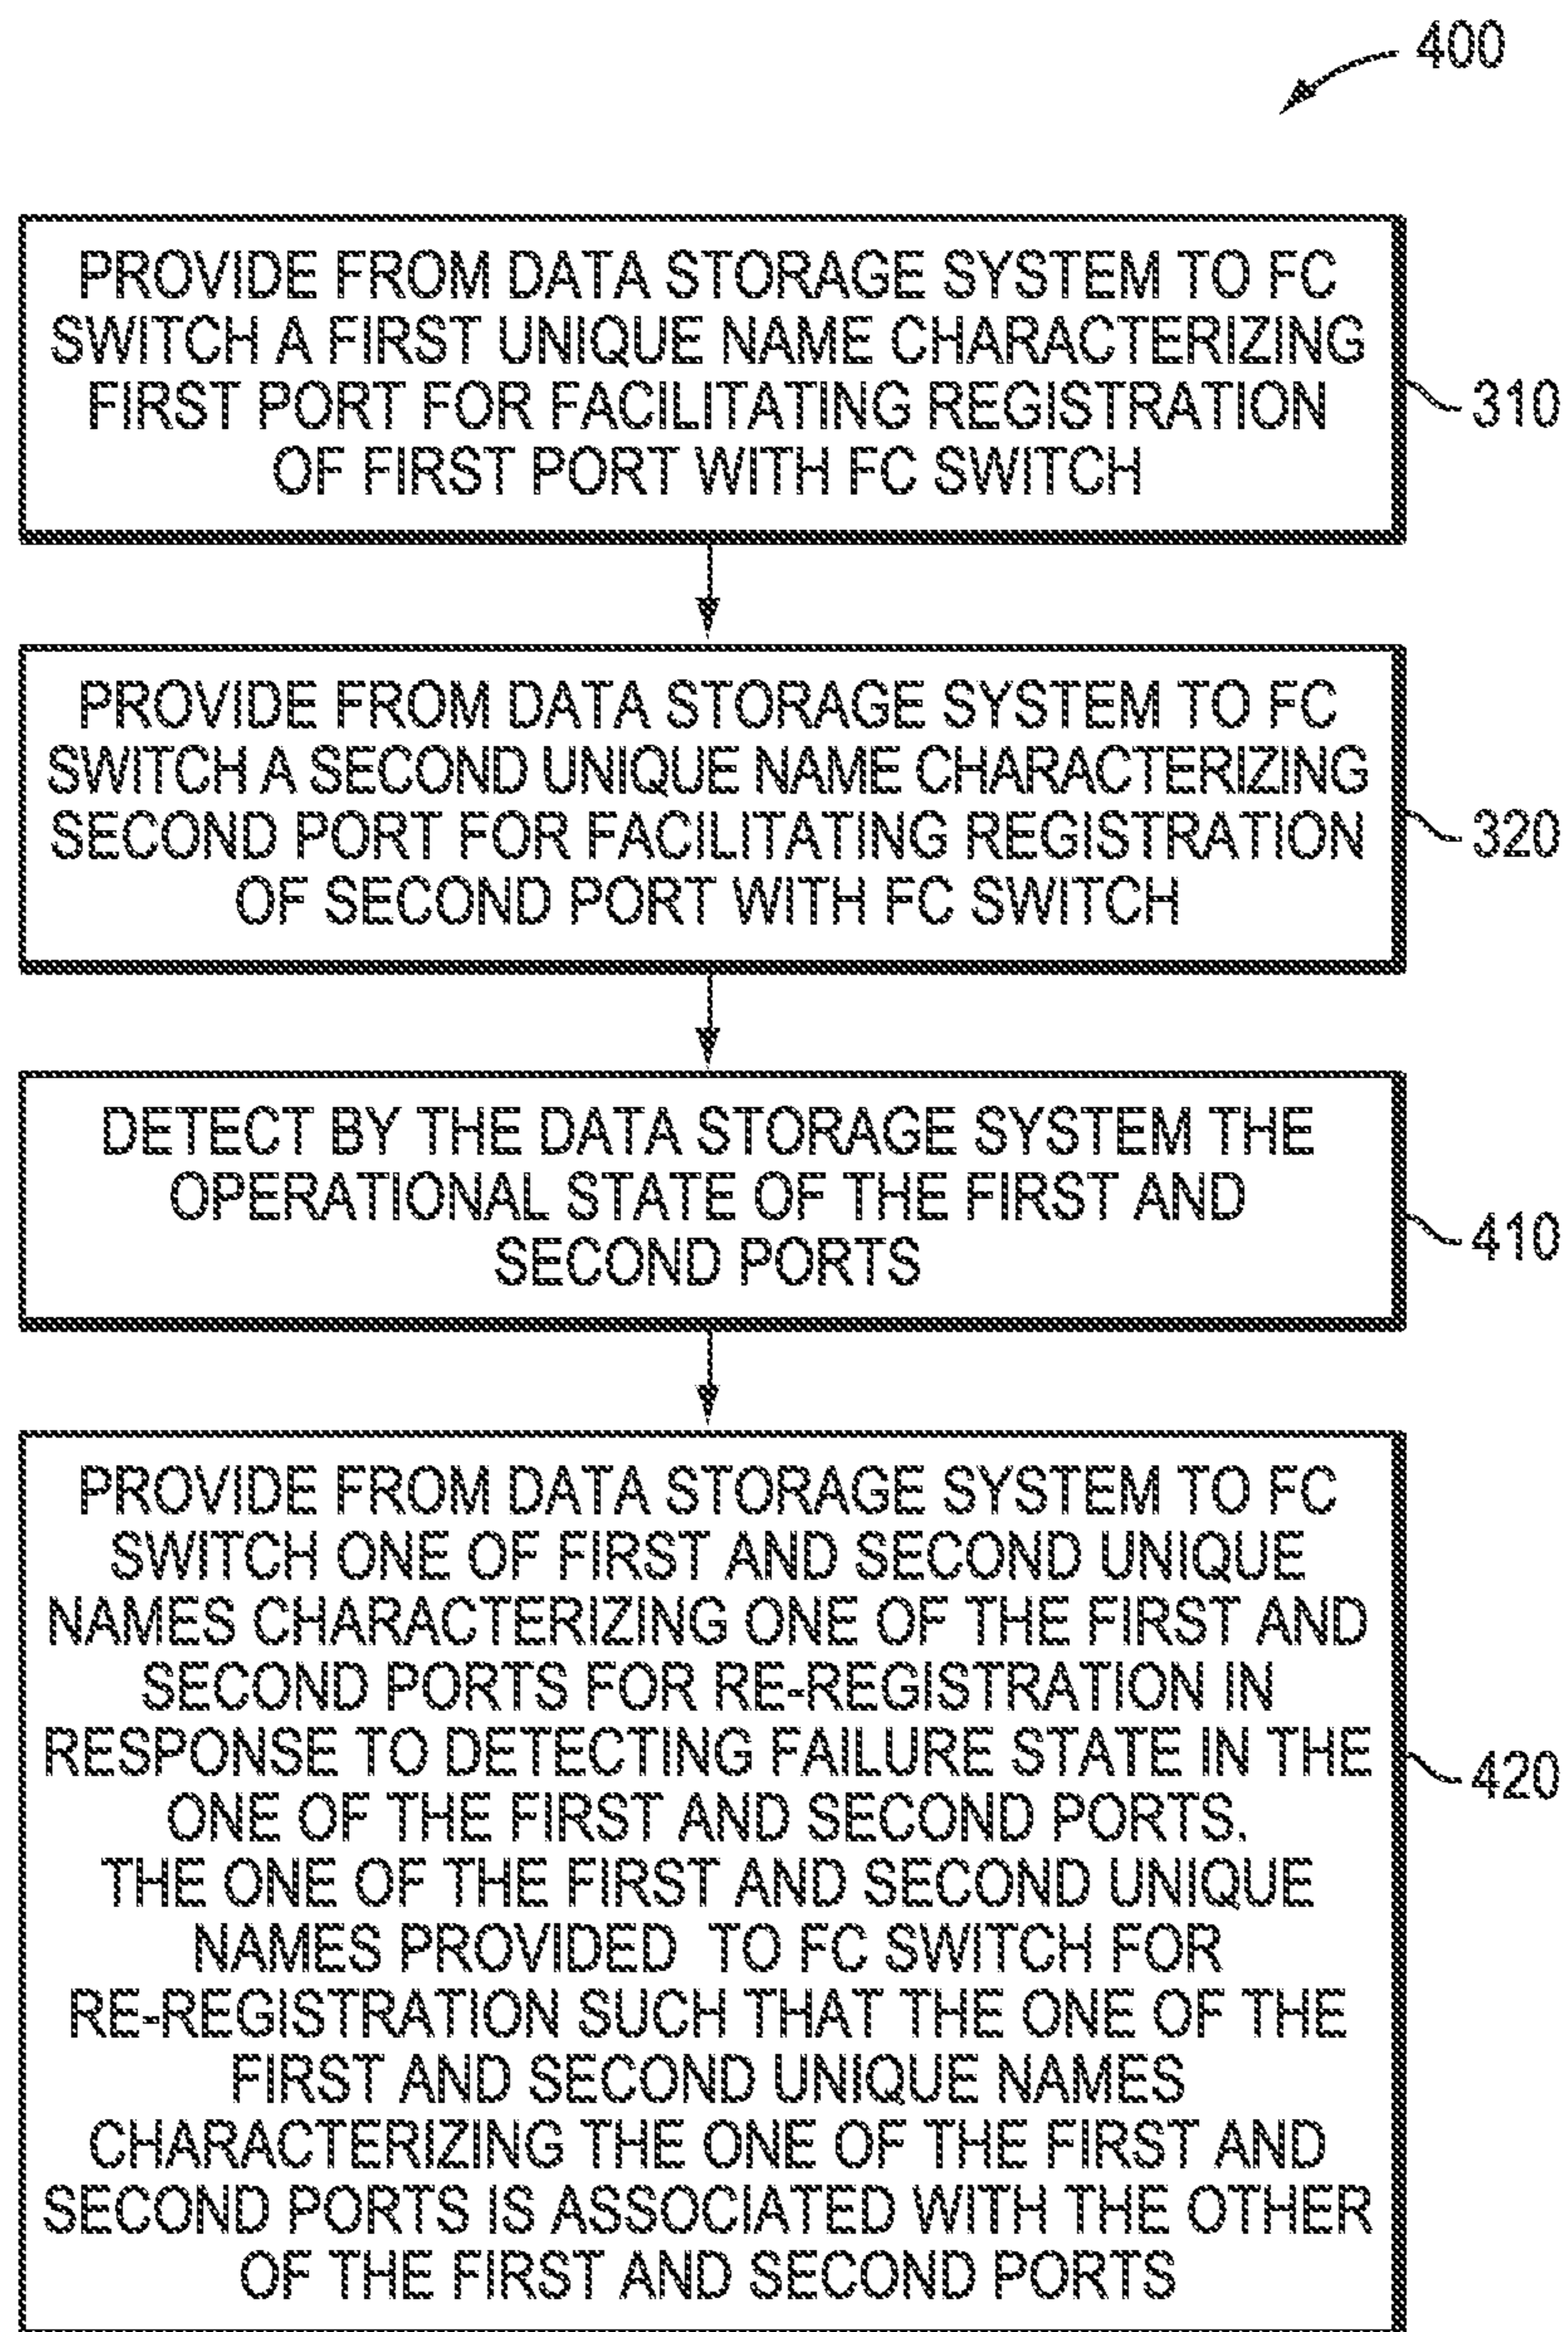 400
PROVIDE FROM DATA STORAGE SYSTEM TO FC
SWITCH A FIRST UNIQUE NAME CHARACTERIZING
FIRST PORT FOR FACILITATING REGISTRATION
OF FIRST PORT WITH FC SWITCH
310
PROVIDE FROM DATA STORAGE SYSTEM TO FC
SWITCH A SECOND UNIQUE NAME CHARACTERIZING
SECOND PORT FOR FACILITATING REGISTRATION
OF SECOND PORT WITH FC SWITCH
320
DETECT BY THE DATA STORAGE SYSTEM THE
OPERATIONAL STATE OF THE FIRST AND
SECOND PORTS
410
PROVIDE FROM DATA STORAGE SYSTEM TO FC
SWITCH ONE OF FIRST AND SECOND UNIQUE
NAMES CHARACTERIZING ONE OF THE FIRST AND
SECOND PORTS FOR RE-REGISTRATION IN
RESPONSE TO DETECTING FAILURE STATE IN THE
ONE OF THE FIRST AND SECOND PORTS.
THE ONE OF THE FIRST AND SECOND UNIQUE
NAMES PROVIDED TO FC SWITCH FOR
RE-REGISTRATION SUCH THAT THE ONE OF THE
FIRST AND SECOND UNIQUE NAMES
CHARACTERIZING THE ONE OF THE FIRST AND
SECOND PORTS IS ASSOCIATED WITH THE OTHER
OF THE FIRST AND SECOND PORTS
420